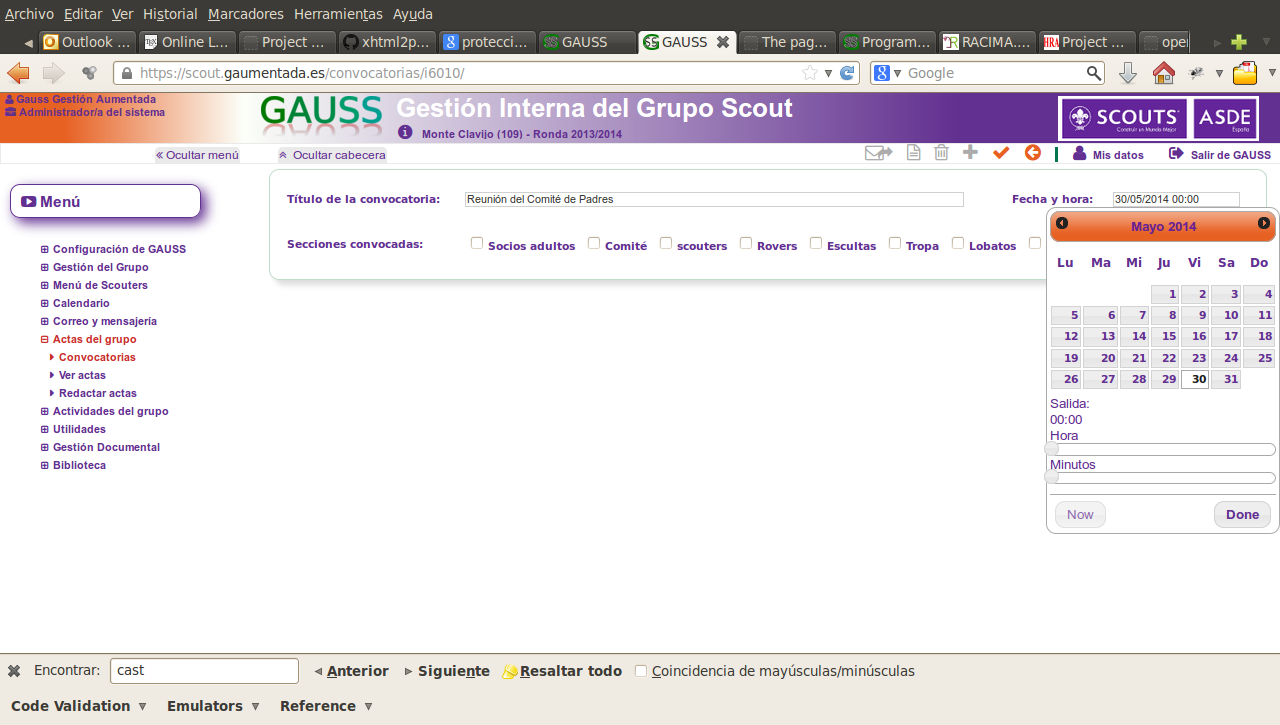 Archivo Editar Ver Historial Marcadores Herramientas Ayuda
Outlook ... Online L... Project ... xhtml2p... protecci... GAUSS GAUSS The pag... Program... RACIMA.... Project ... oper
https://scout.gaumentada.es/convocatorias/i6010/ Google
Gauss Gestión Aumentada
Administrador/a del sistema
GAUSS Gestión Interna del Grupo Scout
Monte Clavijo (109) - Ronda 2013/2014
SCOUTS Construir un Mundo Mejor ASDE España
Ocultar menú Ocultar cabecera Mis datos Salir de GAUSS
Menú
Configuración de GAUSS
Gestión del Grupo
Menú de Scouters
Calendario
Correo y mensajería
Actas del grupo
Convocatorias
Ver actas
Redactar actas
Actividades del grupo
Utilidades
Gestión Documental
Biblioteca
Título de la convocatoria: Reunión del Comité de Padres Fecha y hora: 30/05/2014 00:00
Secciones convocadas: Socios adultos Comité scouters Rovers Escultas Tropa Lobatos
Mayo 2014
Lu Ma Mi Ju Vi Sa Do
1 2 3 4
5 6 7 8 9 10 11
12 13 14 15 16 17 18
19 20 21 22 23 24 25
26 27 28 29 30 31
Salida:
00:00
Hora
Minutos
Now Done
Encontrar: cast Anterior Siguiente Resaltar todo Coincidencia de mayúsculas/minúsculas
Code Validation Emulators Reference